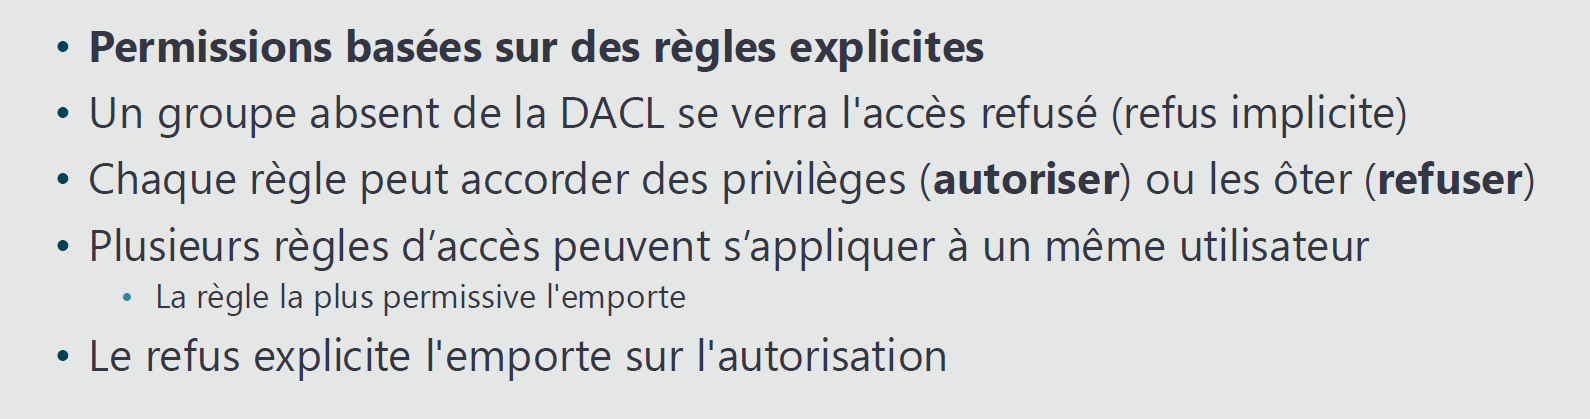 • Permissions basées sur des règles explicites
• Un groupe absent de la DACL se verra l'accès refusé (refus implicite)
• Chaque règle peut accorder des privilèges (autoriser) ou les ôter (refuser)
• Plusieurs règles d’accès peuvent s’appliquer à un même utilisateur
• La règle la plus permissive l'emporte
• Le refus explicite l'emporte sur l'autorisation